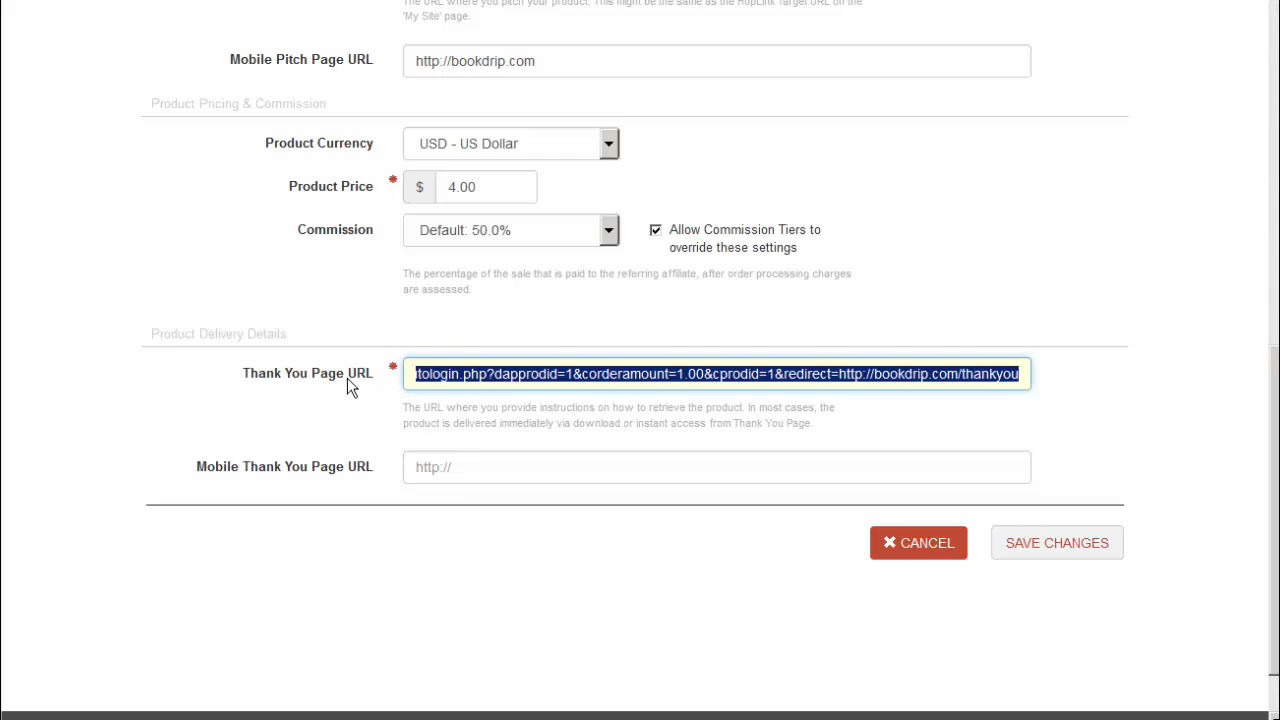 The URL where you pitch your product. This might be the same as the HopLink Target URL on the
'My Site' page.
Mobile Pitch Page URL
http://bookdrip.com
Product Pricing & Commission
Product Currency
USD - US Dollar
Product Price
* $ 4.00
Commission
Default: 50.0%
Allow Commission Tiers to
override these settings
The percentage of the sale that is paid to the referring affiliate, after order processing charges
are assessed.
Product Delivery Details
Thank You Page URL
* tologin.php?dapprodid=1&corderamount=1.00&cprodid=1&redirect=http://bookdrip.com/thankyou
The URL where you provide instructions on how to retrieve the product. In most cases, the
product is delivered immediately via download or instant access from Thank You Page.
Mobile Thank You Page URL
http://
CANCEL
SAVE CHANGES